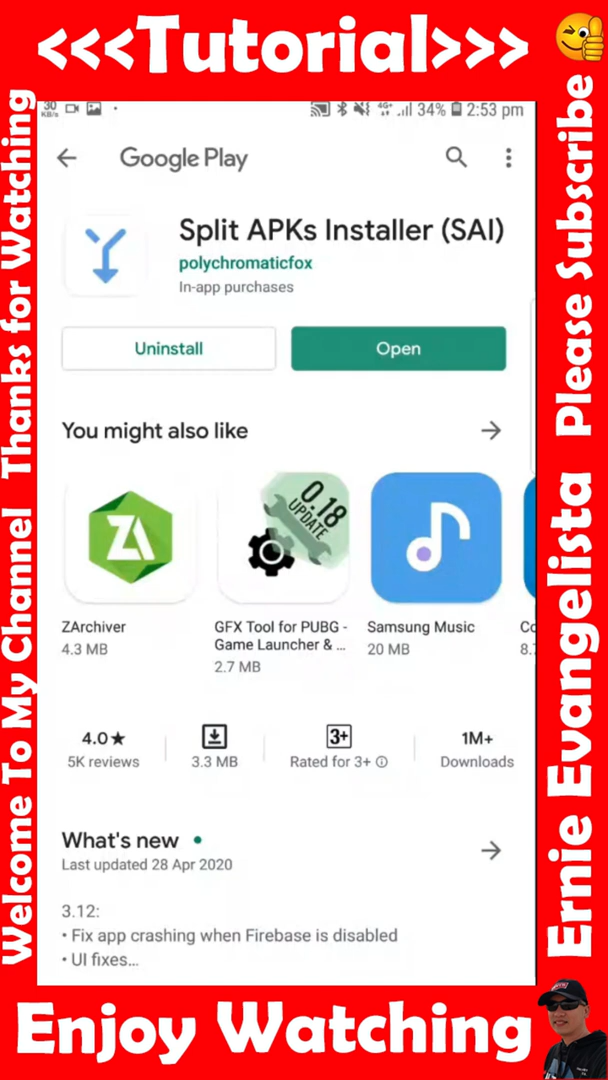 <<<Tutorial>>>
Welcome To My Channel Thanks for Watching
30
KB/s
4G+
34%
2:53 pm
Google Play
Split APKs Installer (SAI)
polychromaticfox
In-app purchases
Uninstall
Open
You might also like
ZA
0.18
UPDATE
ZArchiver
4.3 MB
GFX Tool for PUBG -
Game Launcher & ...
2.7 MB
Samsung Music
20 MB
4.0★
5K reviews
3.3 MB
3+
Rated for 3+
1M+
Downloads
What's new
Last updated 28 Apr 2020
3.12:
• Fix app crashing when Firebase is disabled
• UI fixes...
Ernie Evangelista Please Subscribe
Enjoy Watching